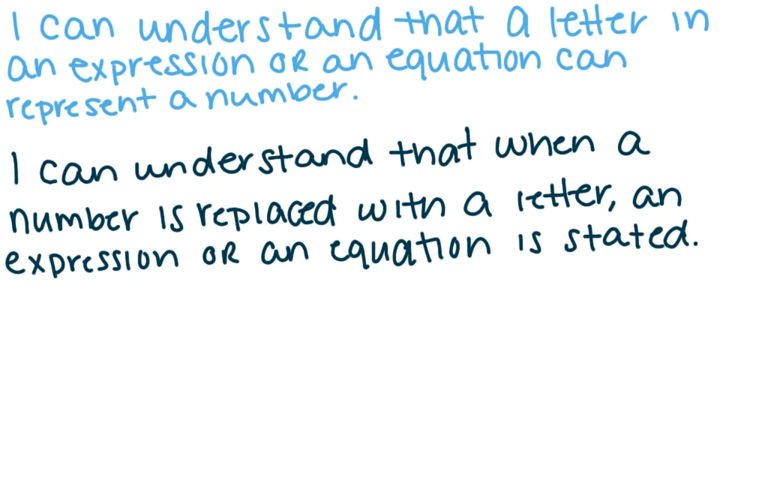 I can understand that a letter in
an expression OR an equation can
represent a number.
I can understand that when a
number is replaced with a letter, an
expression OR an equation is stated.